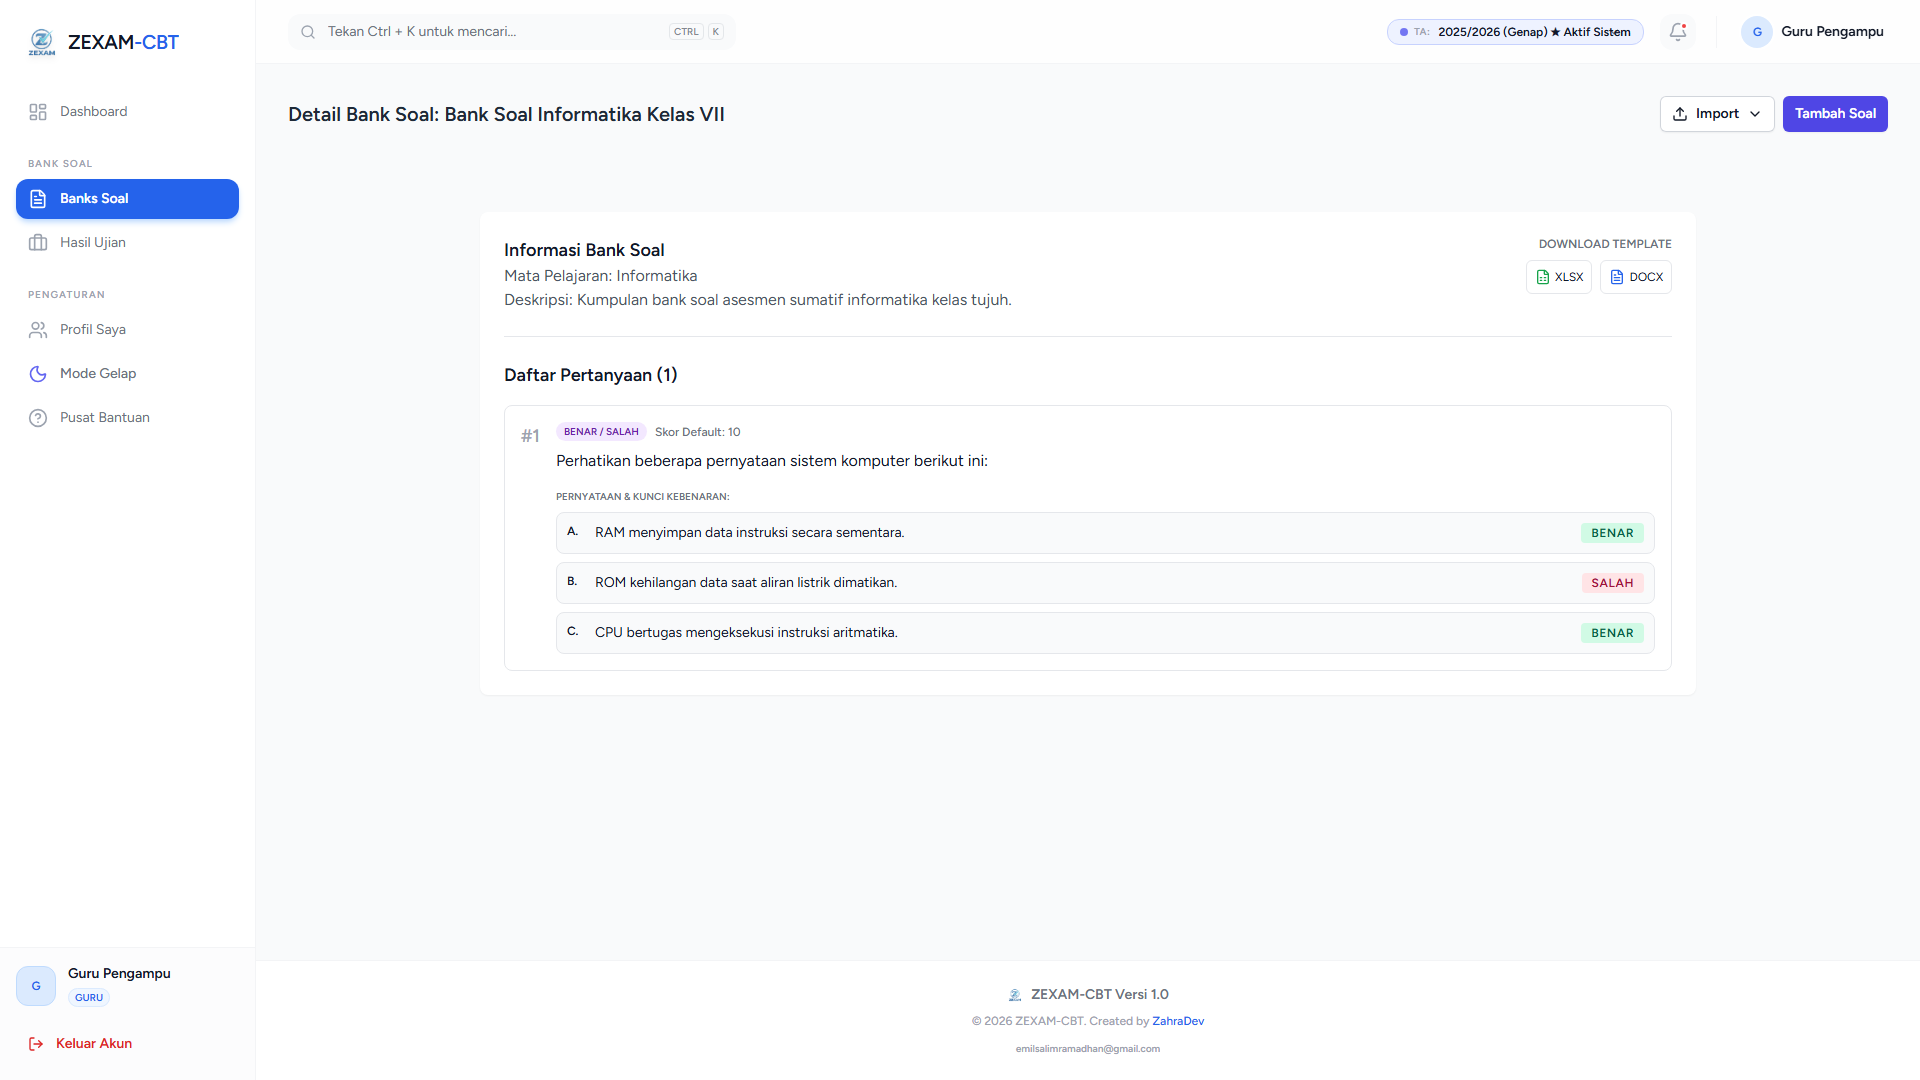 ZEXAM
ZEXAM-CBT
Tekan Ctrl + K untuk mencari...
CTRL K
TA: 2025/2026 (Genap) ★ Aktif Sistem
G
Guru Pengampu
Dashboard
BANK SOAL
Banks Soal
Hasil Ujian
PENGATURAN
Profil Saya
Mode Gelap
Pusat Bantuan
G
Guru Pengampu
GURU
Keluar Akun
Detail Bank Soal: Bank Soal Informatika Kelas VII
Import
Tambah Soal
Informasi Bank Soal
Mata Pelajaran: Informatika
Deskripsi: Kumpulan bank soal asesmen sumatif informatika kelas tujuh.
DOWNLOAD TEMPLATE
XLSX
DOCX
Daftar Pertanyaan (1)
#1
BENAR / SALAH
Skor Default: 10
Perhatikan beberapa pernyataan sistem komputer berikut ini:
PERNYATAAN & KUNCI KEBENARAN:
A. RAM menyimpan data instruksi secara sementara. BENAR
B. ROM kehilangan data saat aliran listrik dimatikan. SALAH
C. CPU bertugas mengeksekusi instruksi aritmatika. BENAR
ZEXAM-CBT Versi 1.0
© 2026 ZEXAM-CBT. Created by ZahraDev
emilsalimramadhan@gmail.com